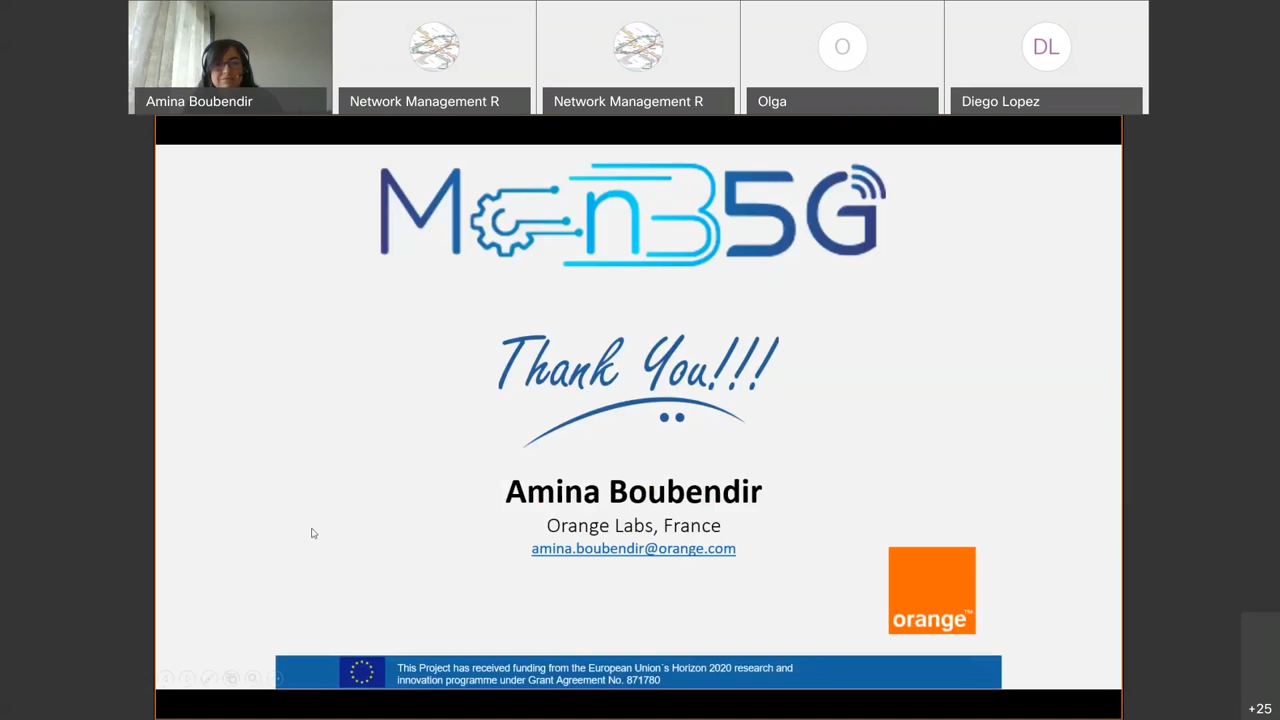 Amina Boubendir
Network Management R
Network Management R
O
Olga
DL
Diego Lopez
MonB5G
Thank You!!!
Amina Boubendir
Orange Labs, France
amina.boubendir@orange.com
orange™
This Project has received funding from the European Union´s Horizon 2020 research and
innovation programme under Grant Agreement No. 871780
+25